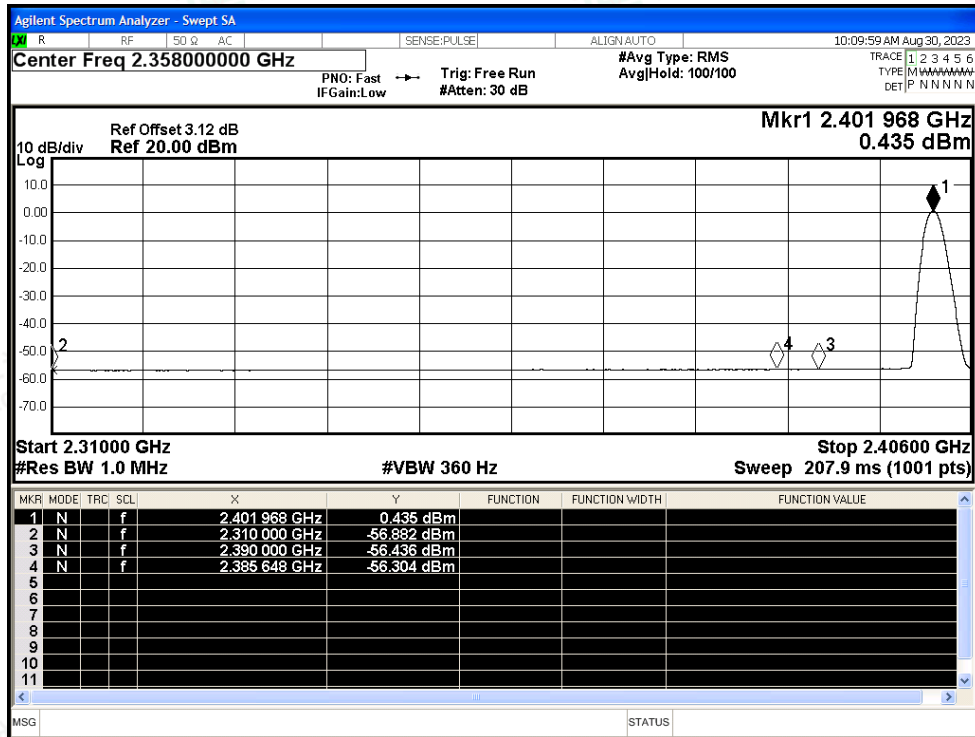 Agilent Spectrum Analyzer - Swept SA
LXI R RF 50 Ω AC SENSE:PULSE ALIGN AUTO 10:09:59 AM Aug 30, 2023
Center Freq 2.358000000 GHz #Avg Type: RMS TRACE 1 2 3 4 5 6
PNO: Fast Trig: Free Run Avg|Hold: 100/100 TYPE M WWWWW
IFGain:Low #Atten: 30 dB DET P N N N N N
Mkr1 2.401 968 GHz
Ref Offset 3.12 dB 0.435 dBm
10 dB/div Ref 20.00 dBm
Log
10.0
1
0.00
-10.0
-20.0
-30.0
-40.0
-50.0
2 4 3
-60.0
-70.0
Start 2.31000 GHz Stop 2.40600 GHz
#Res BW 1.0 MHz #VBW 360 Hz Sweep 207.9 ms (1001 pts)
MKR MODE TRC SCL X Y FUNCTION FUNCTION WIDTH FUNCTION VALUE
1 N f 2.401 968 GHz 0.435 dBm
2 N f 2.310 000 GHz -56.882 dBm
3 N f 2.390 000 GHz -56.436 dBm
4 N f 2.385 648 GHz -56.304 dBm
5
6
7
8
9
10
11
MSG STATUS